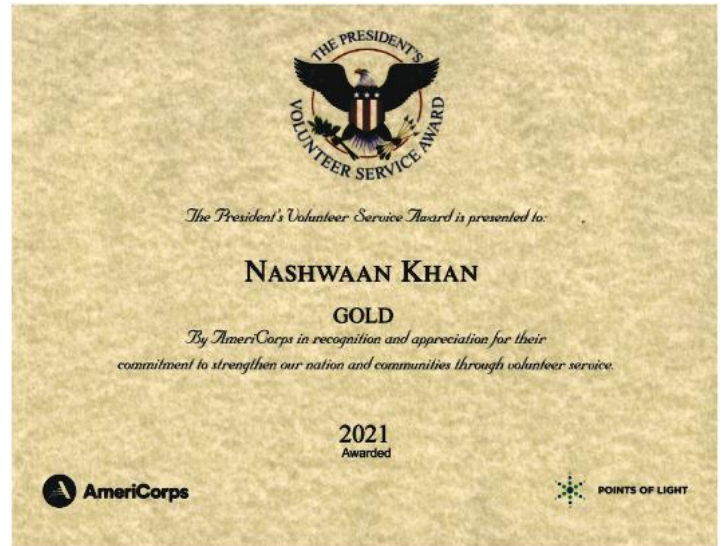 THE PRESIDENT'S
VOLUNTEER SERVICE AWARD
The President's Volunteer Service Award is presented to:
NASHWAAN KHAN
GOLD
By AmeriCorps in recognition and appreciation for their
commitment to strengthen our nation and communities through volunteer service.
2021
Awarded
AmeriCorps
POINTS OF LIGHT